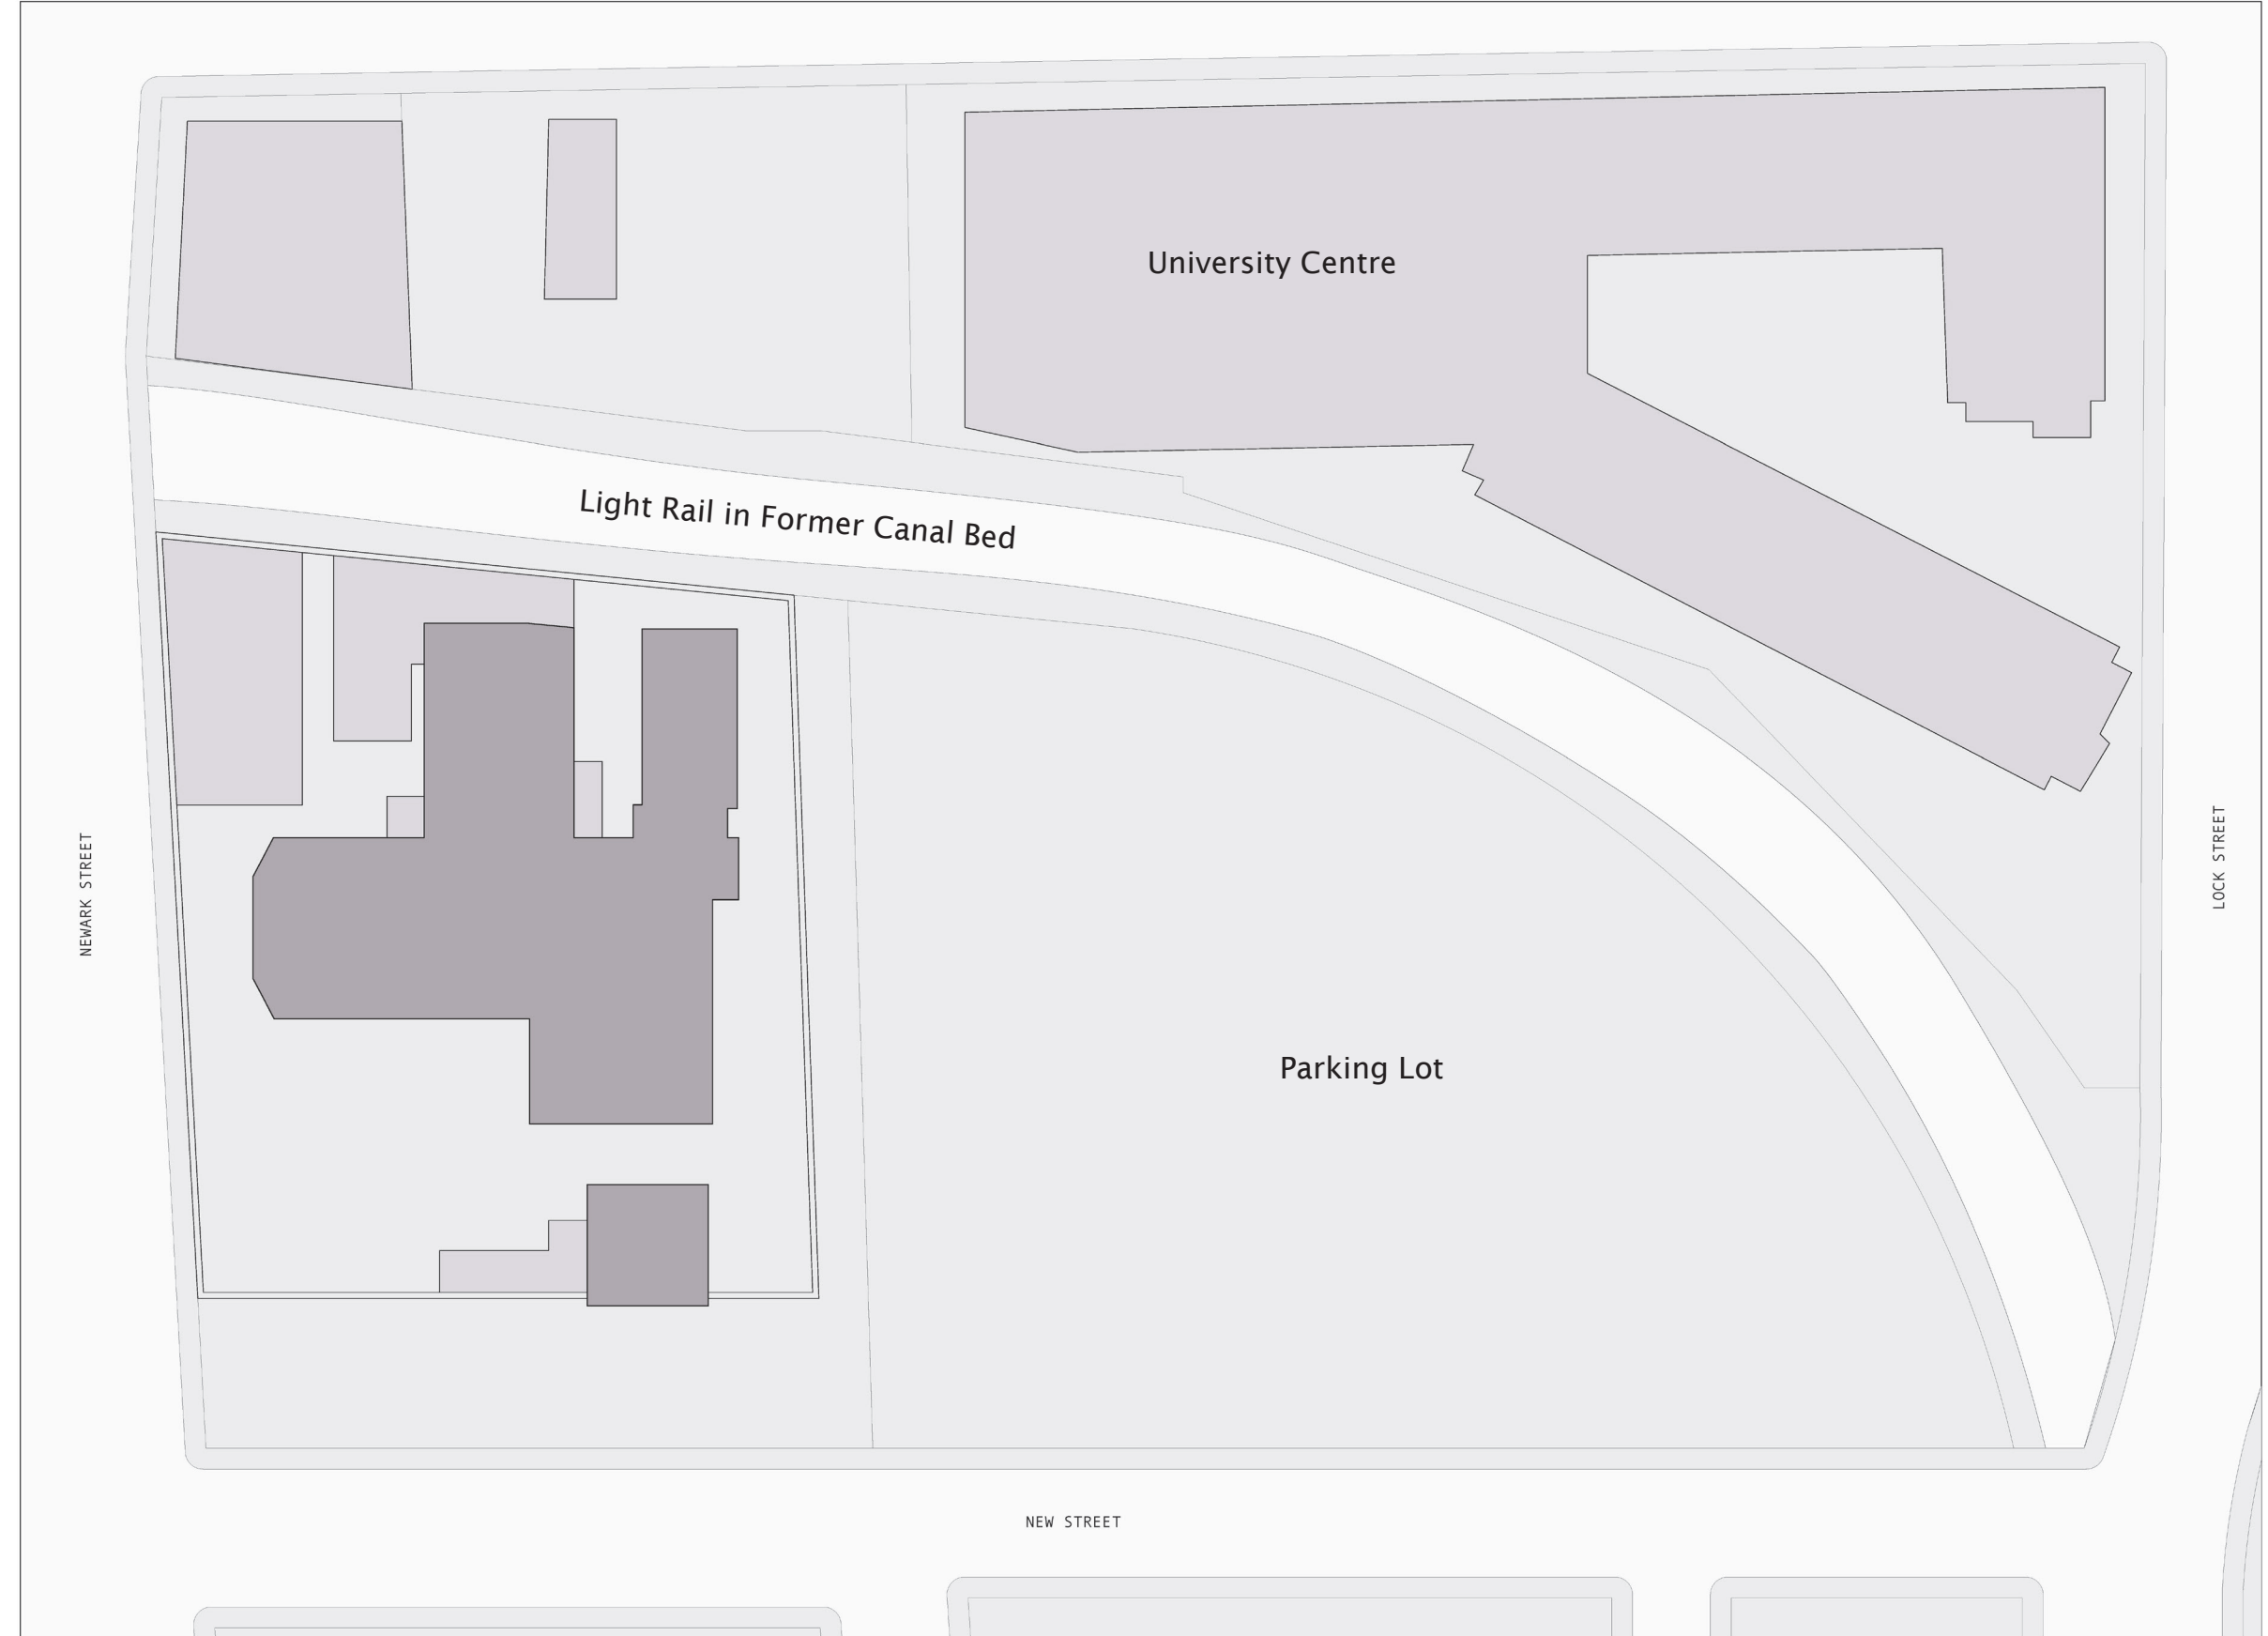 University Centre
Light Rail in Former Canal Bed
NEWARK STREET
LOCK STREET
Parking Lot
NEW STREET